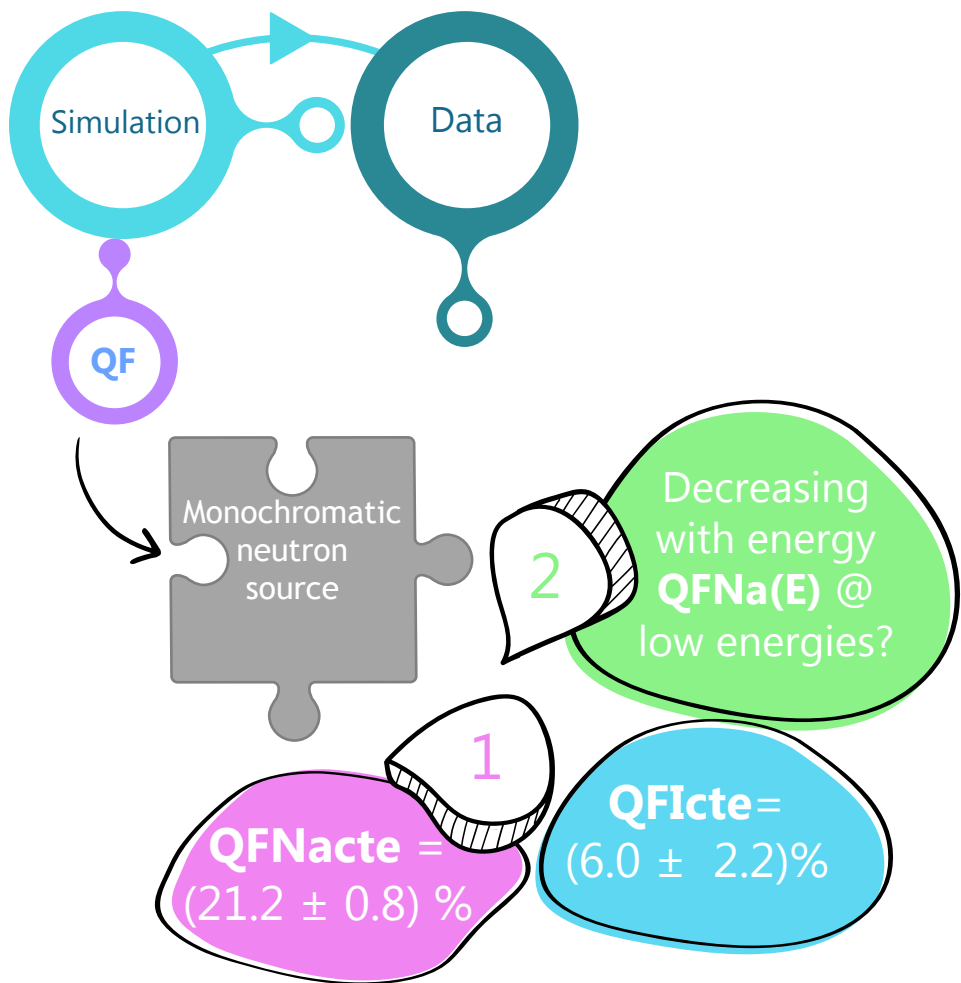 Simulation
Data
QF
Monochromatic
neutron
source
2
Decreasing
with energy
QFNa(E) @
low energies?
1
QFNacte =
(21.2 ± 0.8) %
QFIcte=
(6.0 ± 2.2)%